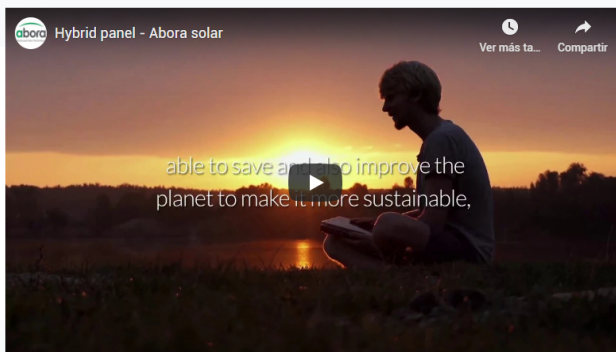 abora
Hybrid panel - Abora solar
Ver más ta...
Compartir
able to save and also improve the
planet to make it more sustainable,